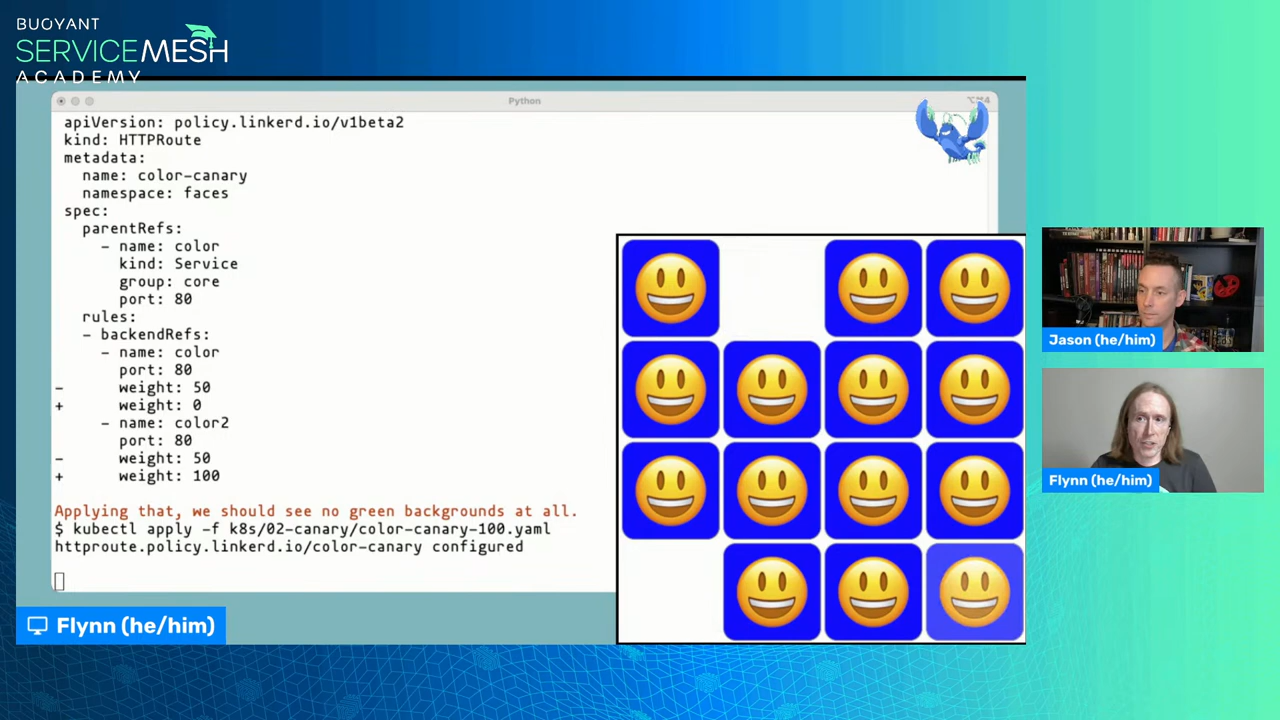 BUOYANT
SERVICEMESH
ACADEMY
Python
apiVersion: policy.linkerd.io/v1beta2
kind: HTTPRoute
metadata:
name: color-canary
namespace: faces
spec:
parentRefs:
- name: color
kind: Service
group: core
port: 80
rules:
- backendRefs:
- name: color
port: 80
- weight: 50
+ weight: 0
- name: color2
port: 80
- weight: 50
+ weight: 100
Applying that, we should see no green backgrounds at all.
$ kubectl apply -f k8s/02-canary/color-canary-100.yaml
httproute.policy.linkerd.io/color-canary configured
Flynn (he/him)
Jason (he/him)
Flynn (he/him)